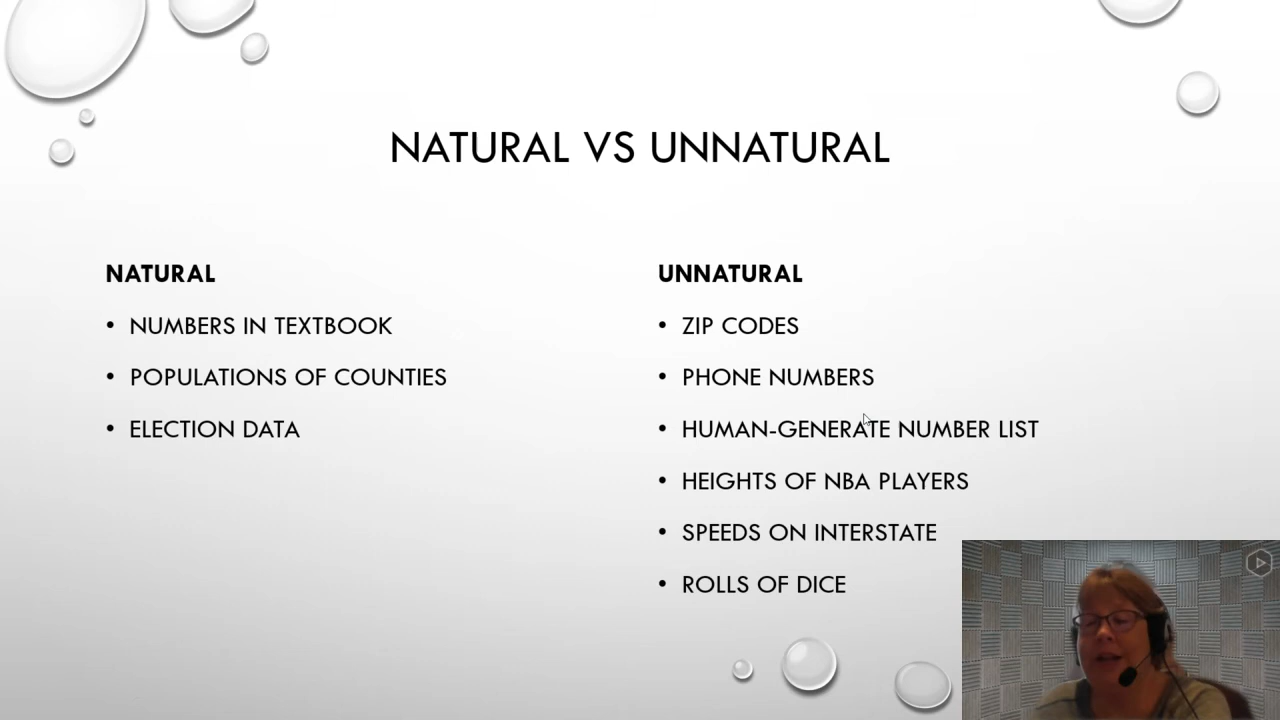 NATURAL VS UNNATURAL
NATURAL
• NUMBERS IN TEXTBOOK
• POPULATIONS OF COUNTIES
• ELECTION DATA
UNNATURAL
• ZIP CODES
• PHONE NUMBERS
• HUMAN-GENERATE NUMBER LIST
• HEIGHTS OF NBA PLAYERS
• SPEEDS ON INTERSTATE
• ROLLS OF DICE